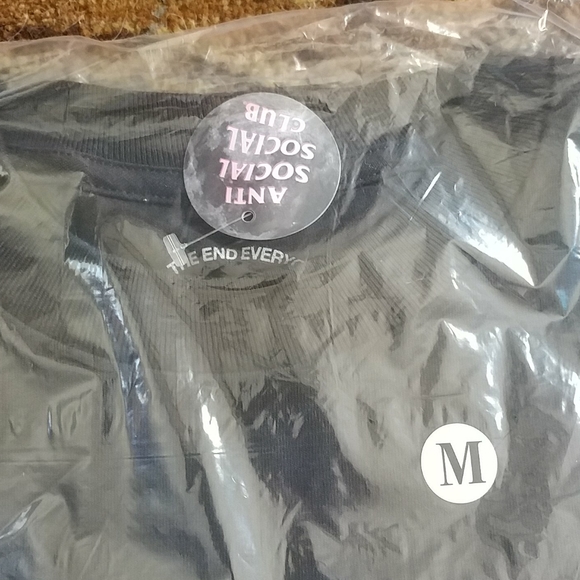 ANTI
SOCIAL
SOCIAL
CLUB
THE END EVERY
M